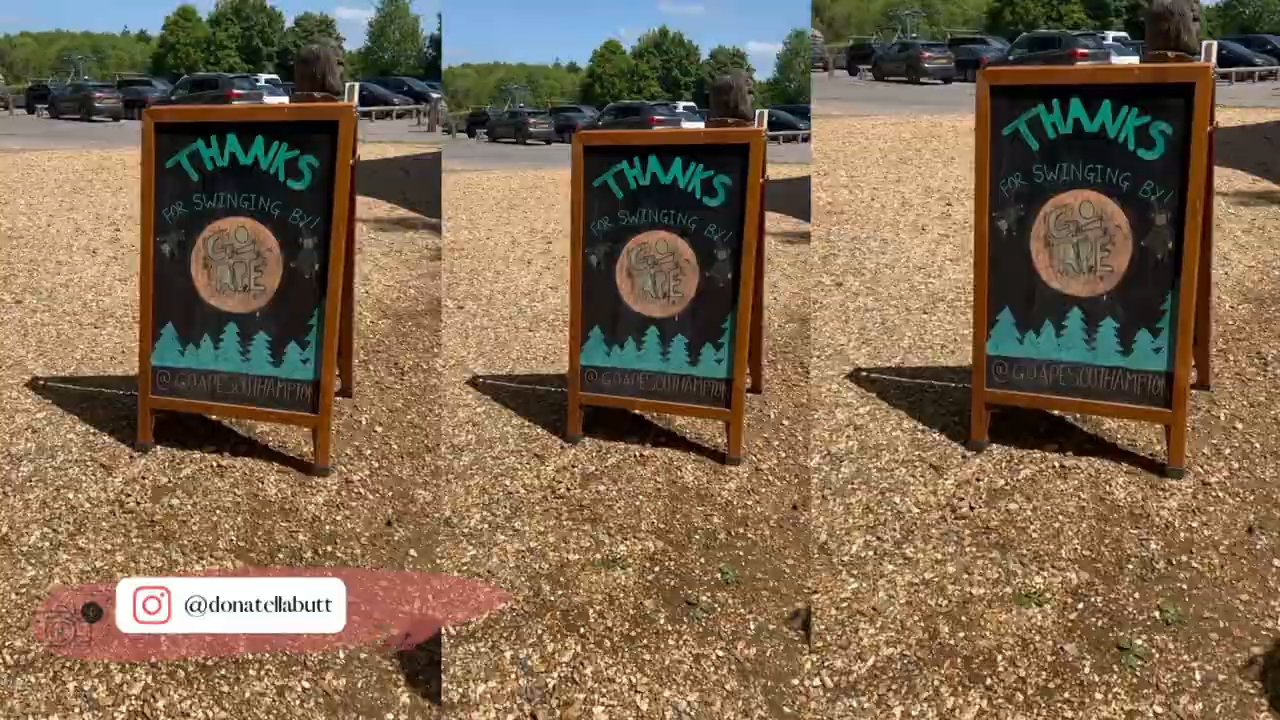 THANKS
FOR SWINGING BY!
GO
APE
@GOAPESOUTHAMPTON
THANKS
FOR SWINGING BY!
GO
APE
@GOAPESOUTHAMPTON
THANKS
FOR SWINGING BY!
GO
APE
@GOAPESOUTHAMPTON
@donatellabutt